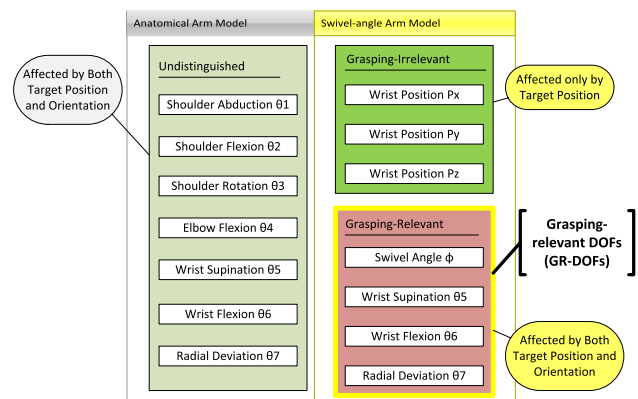 Anatomical Arm Model
Swivel-angle Arm Model
Affected by Both
Target Position
and Orientation
Undistinguished
Shoulder Abduction θ1
Shoulder Flexion θ2
Shoulder Rotation θ3
Elbow Flexion θ4
Wrist Supination θ5
Wrist Flexion θ6
Radial Deviation θ7
Grasping-Irrelevant
Wrist Position Px
Wrist Position Py
Wrist Position Pz
Affected only by
Target Position
Grasping-Relevant
Swivel Angle ϕ
Wrist Supination θ5
Wrist Flexion θ6
Radial Deviation θ7
Grasping-
relevant DOFs
(GR-DOFs)
Affected by Both
Target Position and
Orientation